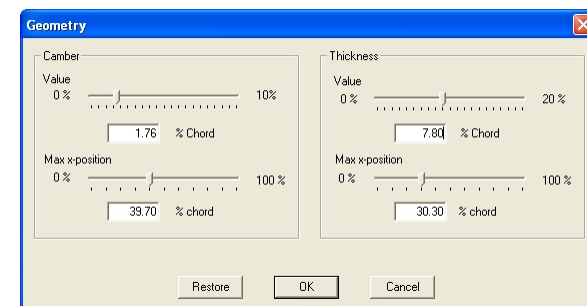 Geometry
Camber
Value
0 %
10%
1.76 % Chord
Max x-position
0 %
100 %
39.70 % chord
Thickness
Value
0 %
20 %
7.80 % Chord
Max x-position
0 %
100 %
30.30 % chord
Restore
OK
Cancel